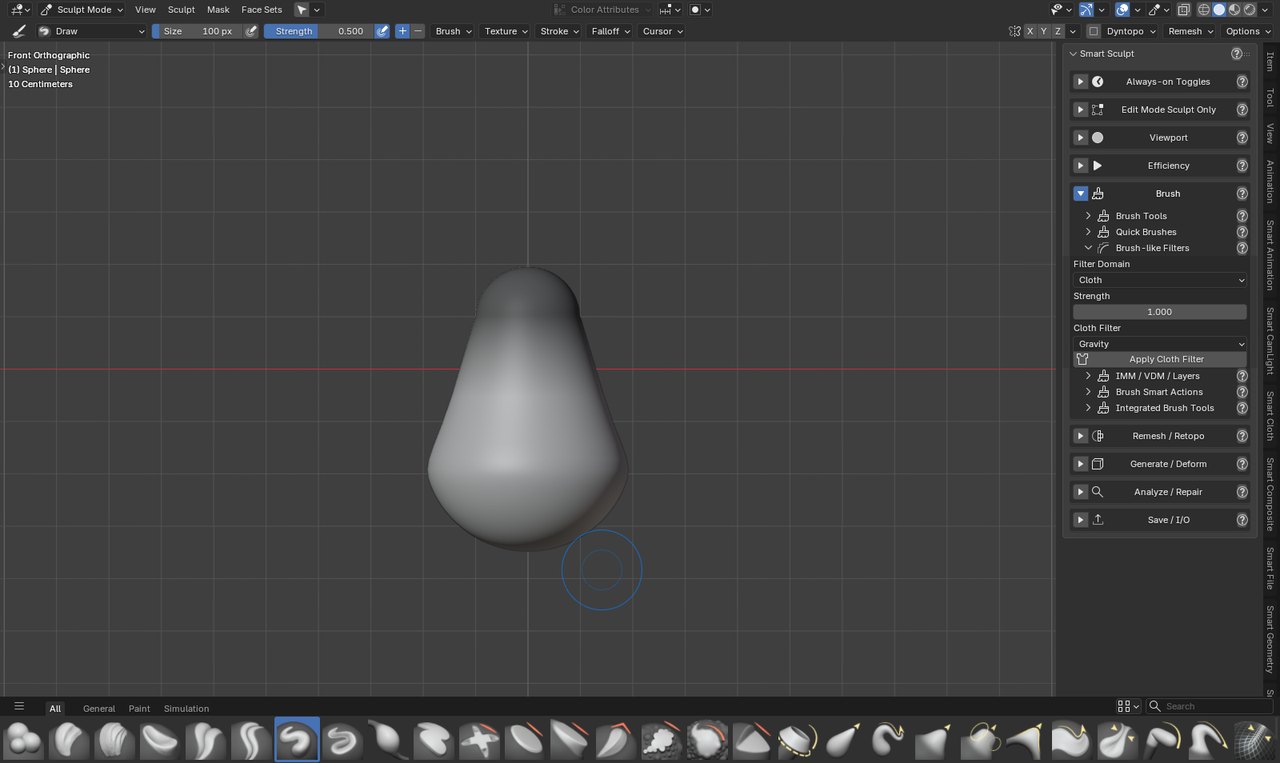 Sculpt Mode View Sculpt Mask Face Sets Color Attributes
Draw Size 100 px Strength 0.500 Brush Texture Stroke Falloff Cursor X Y Z Dyntopo Remesh Options
Front Orthographic
(1) Sphere | Sphere
10 Centimeters
Smart Sculpt
Always-on Toggles
Edit Mode Sculpt Only
Viewport
Efficiency
Brush
Brush Tools
Quick Brushes
Brush-like Filters
Filter Domain
Cloth
Strength
1.000
Cloth Filter
Gravity
Apply Cloth Filter
IMM / VDM / Layers
Brush Smart Actions
Integrated Brush Tools
Remesh / Retopo
Generate / Deform
Analyze / Repair
Save / I/O
Item
Tool
View
Animation
Smart Animation
Smart CamLight
Smart Cloth
Smart Composite
Smart File
Smart Geometry
All General Paint Simulation Search